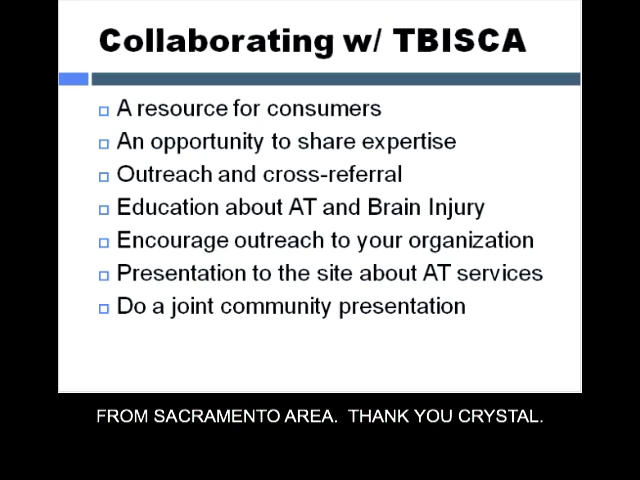 Collaborating w/ TBISCA
A resource for consumers
An opportunity to share expertise
Outreach and cross-referral
Education about AT and Brain Injury
Encourage outreach to your organization
Presentation to the site about AT services
Do a joint community presentation
FROM SACRAMENTO AREA.  THANK YOU CRYSTAL.